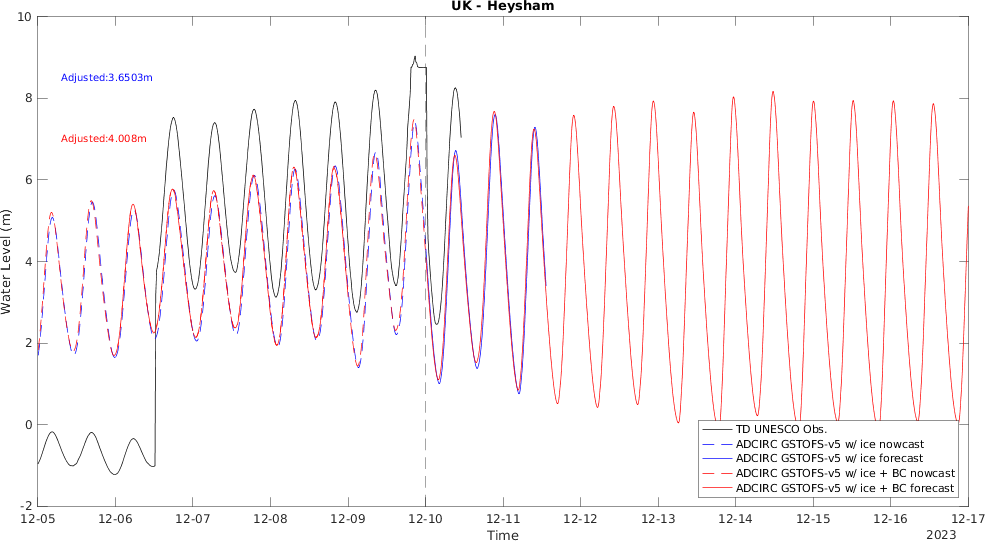 UK - Heysham
10
8
6
4
2
0
-2
Water Level (m)
Adjusted:3.6503m
Adjusted:4.008m
TD UNESCO Obs.
ADCIRC GSTOFS-v5 w/ ice nowcast
ADCIRC GSTOFS-v5 w/ ice forecast
ADCIRC GSTOFS-v5 w/ ice + BC nowcast
ADCIRC GSTOFS-v5 w/ ice + BC forecast
12-05 12-06 12-07 12-08 12-09 12-10 12-11 12-12 12-13 12-14 12-15 12-16 12-17
Time
2023